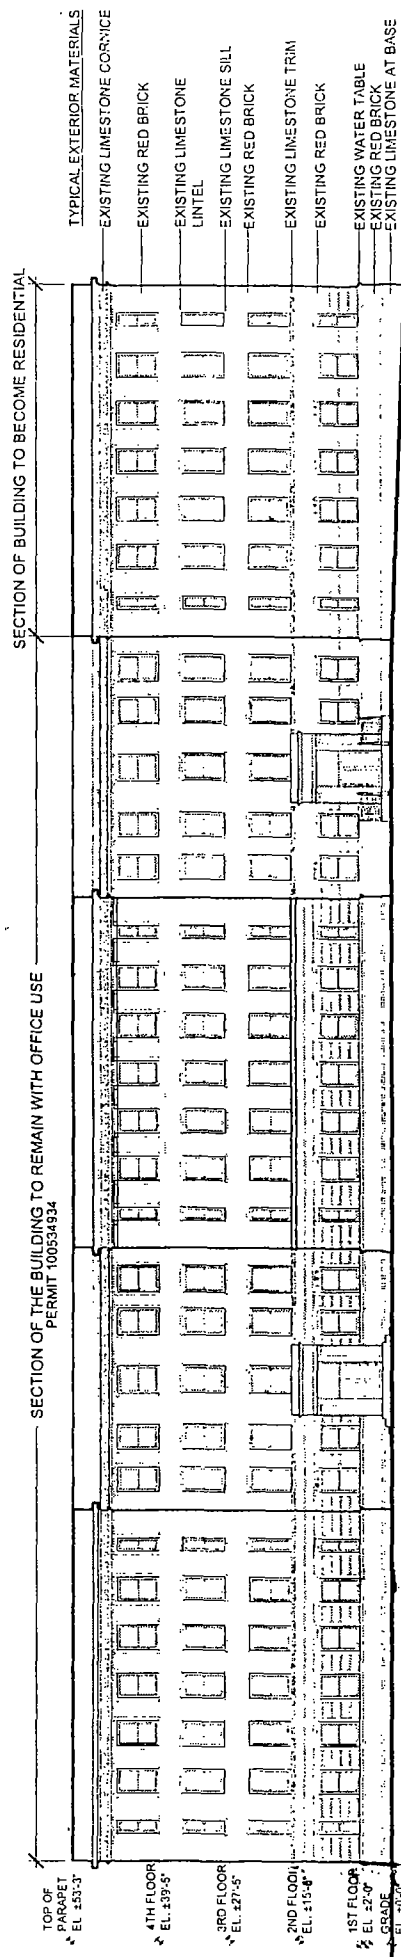 SECTION OF THE BUILDING TO REMAIN WITH OFFICE USE
PERMIT 100534934
SECTION OF BUILDING TO BECOME RESIDENTIAL
TYPICAL EXTERIOR MATERIALS
EXISTING LIMESTONE CORNICE
EXISTING RED BRICK
EXISTING LIMESTONE
LINTEL
EXISTING LIMESTONE SILL
EXISTING RED BRICK
EXISTING LIMESTONE TRIM
EXISTING RED BRICK
EXISTING WATER TABLE
EXISTING RED BRICK
EXISTING LIMESTONE AT BASE
TOP OF
PARAPET
EL. ±53'-3"
4TH FLOOR
EL. ±39'-5"
3RD FLOOR
EL. ±27'-5"
2ND FLOOR
EL. ±15'-8"
1ST FLOOR
EL. ±2'-0"
GRADE
EL. ±0'-0"